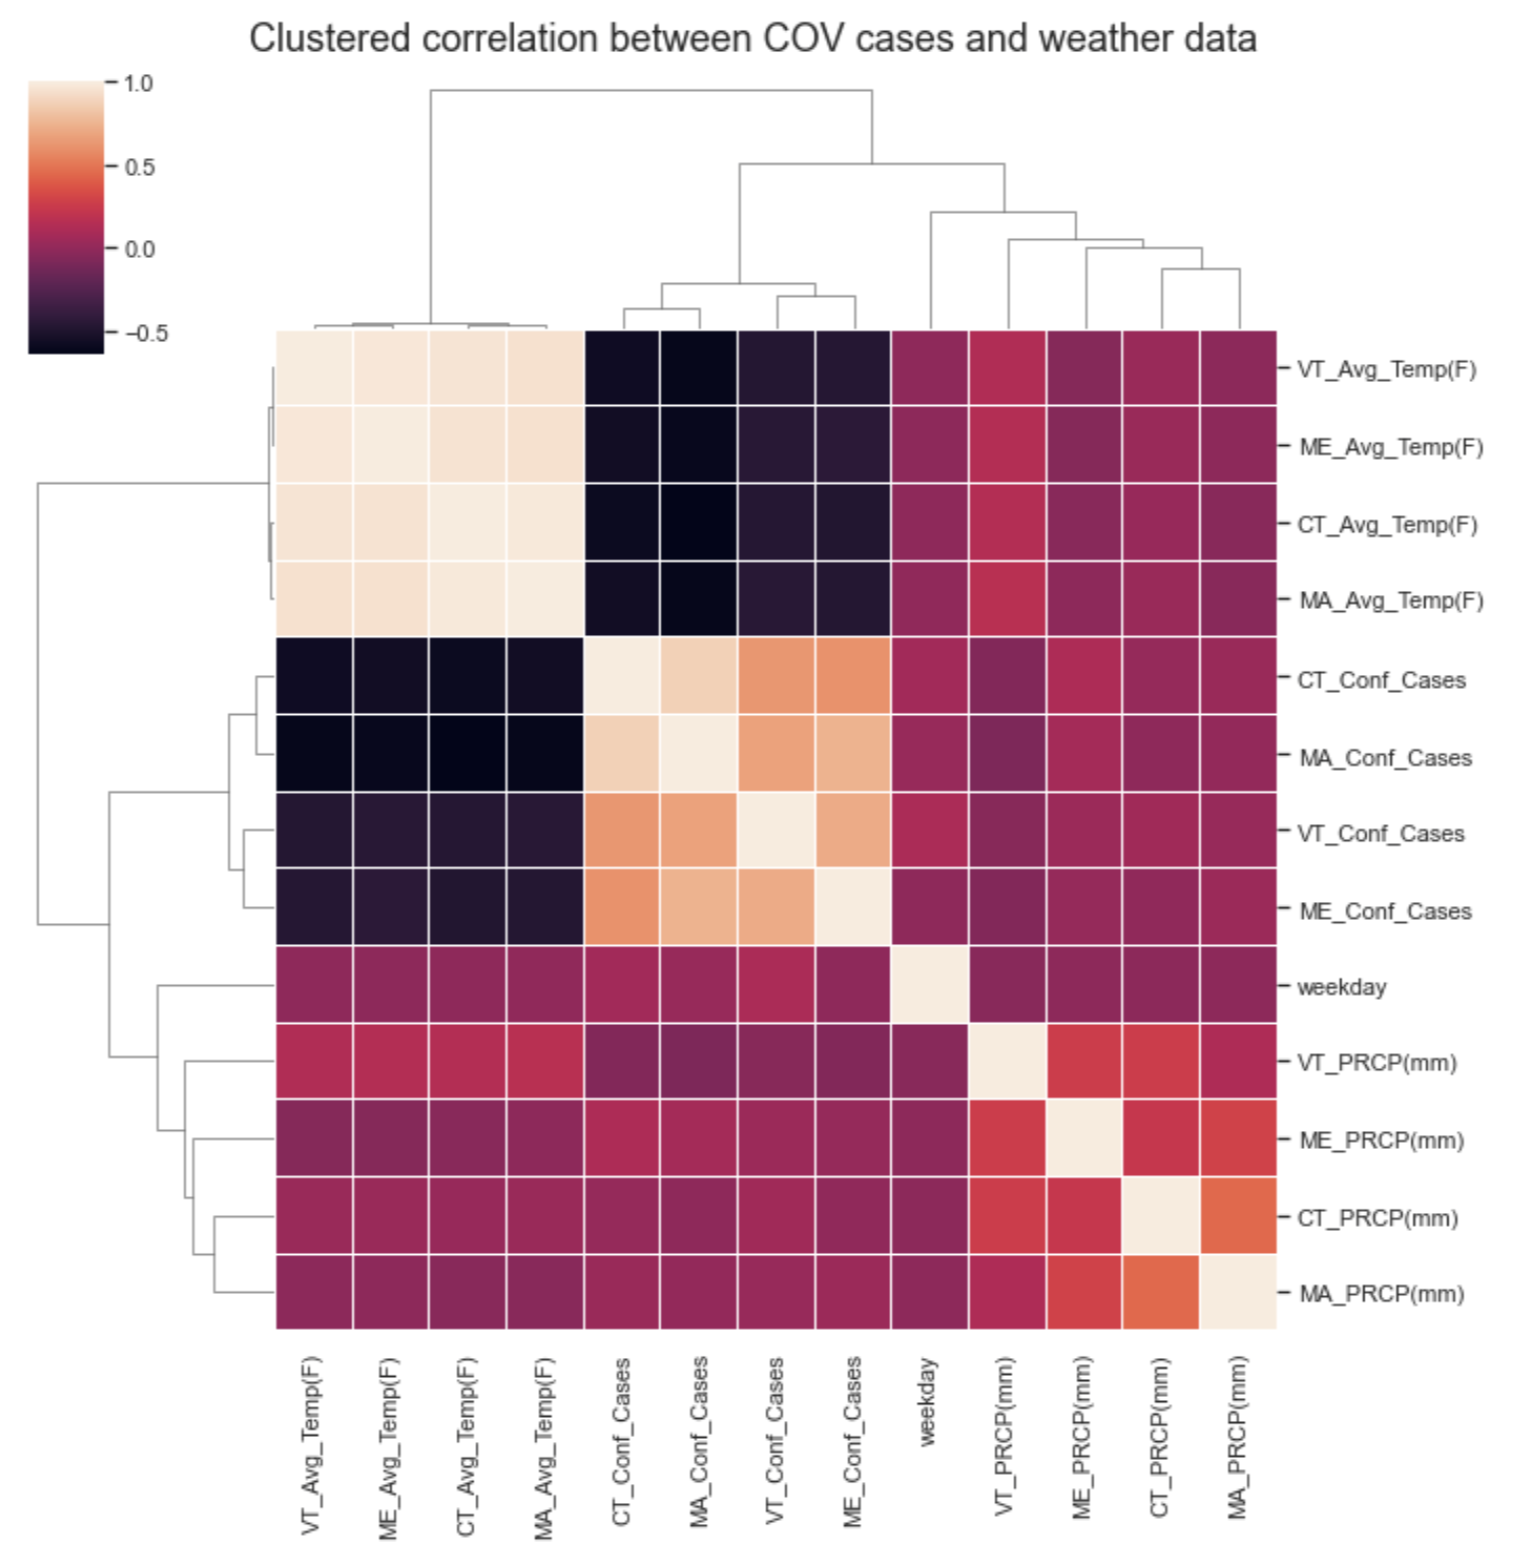 Clustered correlation between COV cases and weather data
1.0
0.5
0.0
−0.5
VT_Avg_Temp(F)
ME_Avg_Temp(F)
CT_Avg_Temp(F)
MA_Avg_Temp(F)
CT_Conf_Cases
MA_Conf_Cases
VT_Conf_Cases
ME_Conf_Cases
weekday
VT_PRCP(mm)
ME_PRCP(mm)
CT_PRCP(mm)
MA_PRCP(mm)
VT_Avg_Temp(F)
ME_Avg_Temp(F)
CT_Avg_Temp(F)
MA_Avg_Temp(F)
CT_Conf_Cases
MA_Conf_Cases
VT_Conf_Cases
ME_Conf_Cases
weekday
VT_PRCP(mm)
ME_PRCP(mm)
CT_PRCP(mm)
MA_PRCP(mm)